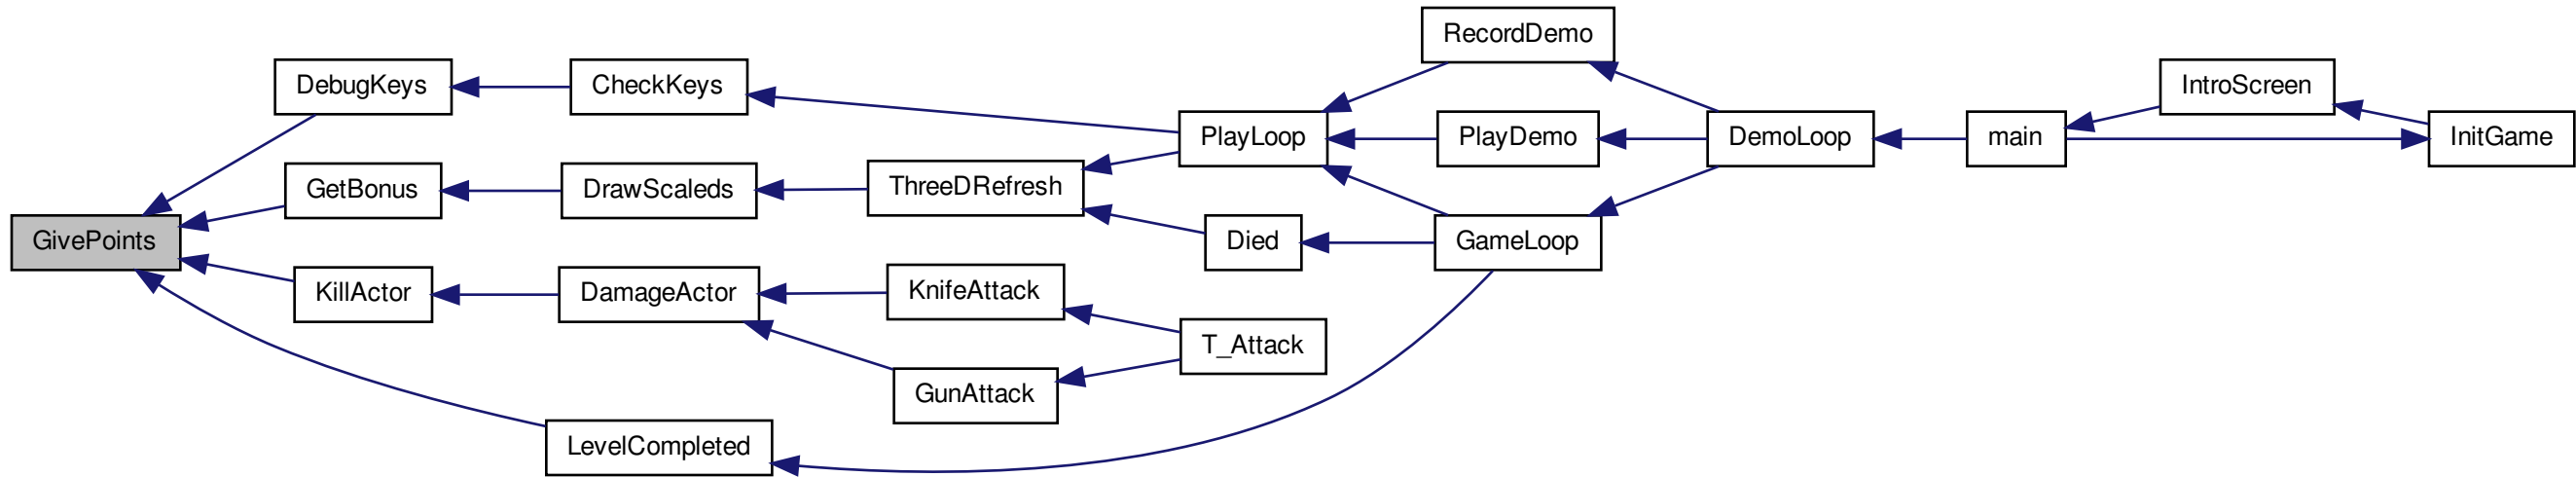 RecordDemo
DebugKeys
CheckKeys
IntroScreen
PlayLoop
PlayDemo
DemoLoop
main
InitGame
GetBonus
DrawScaleds
ThreeDRefresh
GivePoints
Died
GameLoop
KillActor
DamageActor
KnifeAttack
T_Attack
GunAttack
LevelCompleted